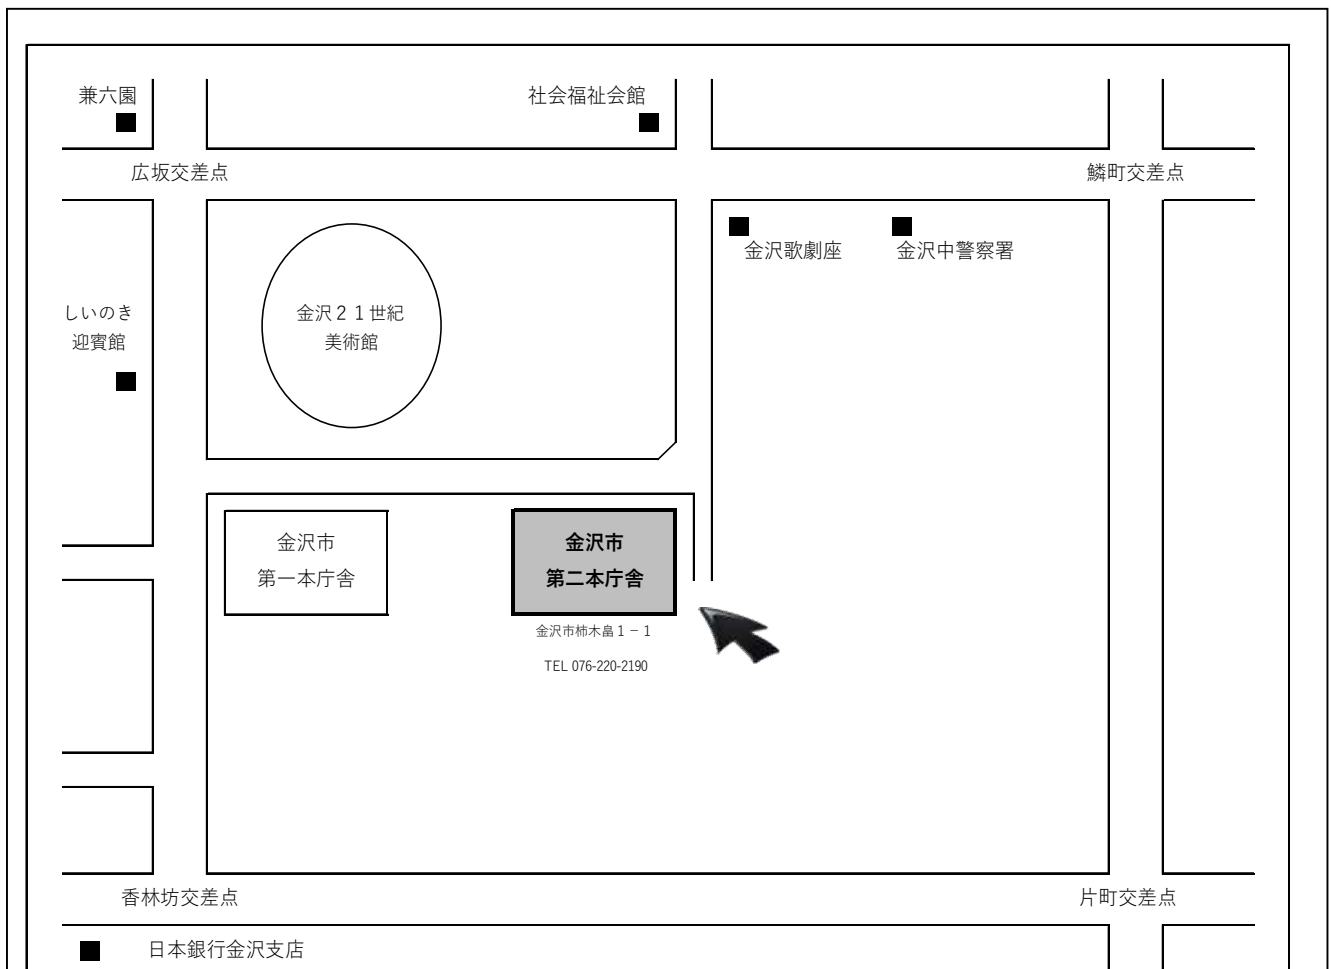 兼六園
社会福祉会館
広坂交差点
鱗町交差点
金沢歌劇座
金沢中警察署
しいのき
迎賓館
金沢２１世紀
美術館
金沢市
第一本庁舎
金沢市
第二本庁舎
金沢市柿木畠１－１
TEL 076-220-2190
香林坊交差点
片町交差点
日本銀行金沢支店